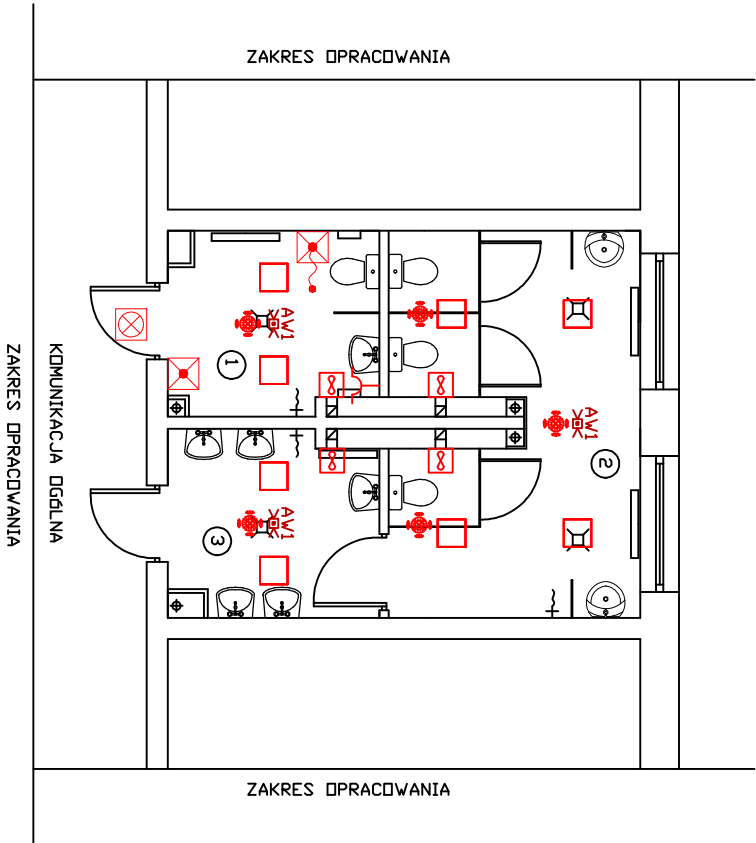 ZAKRES OPRACOWANIA
AW1
1
KOMUNIKACJA OGÓLNA
ZAKRES OPRACOWANIA
AW1
2
AW1
3
ZAKRES OPRACOWANIA